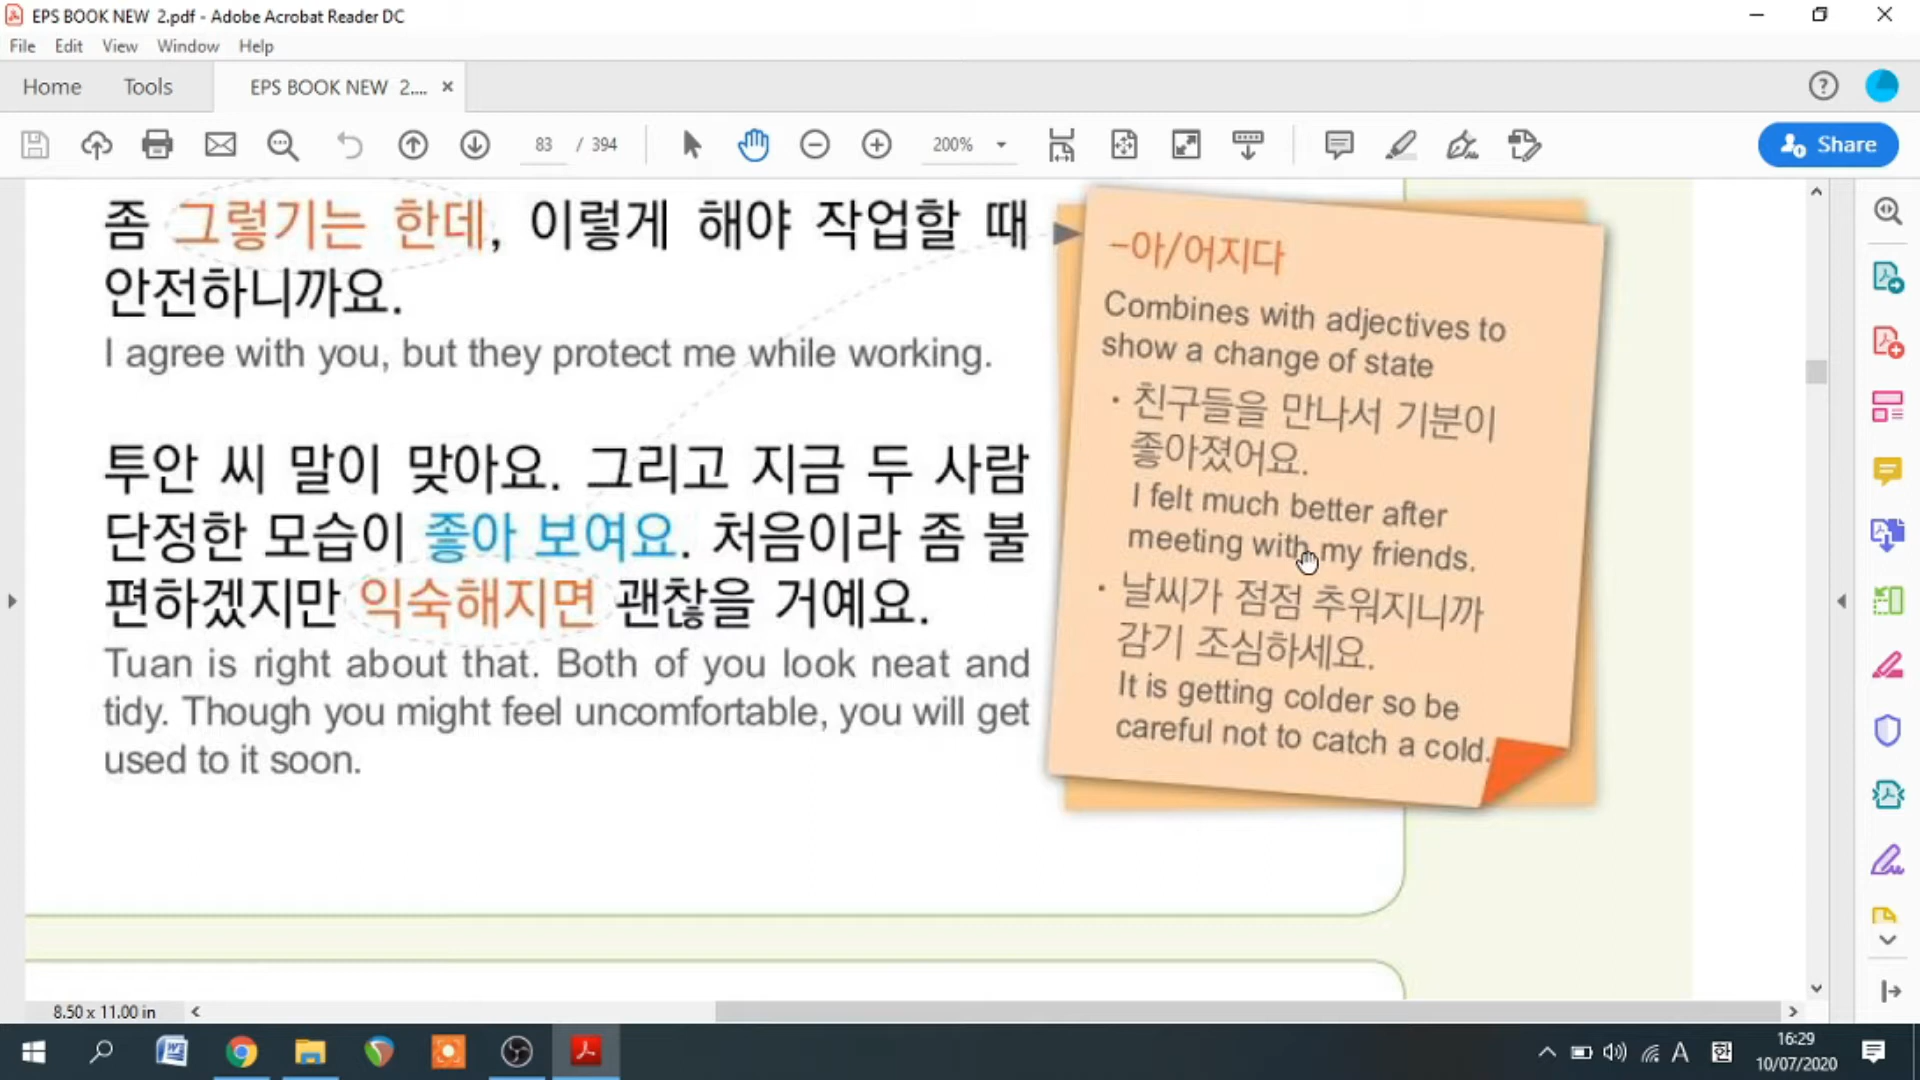 EPS BOOK NEW  2.pdf - Adobe Acrobat Reader DC
File Edit View Window Help
Home Tools EPS BOOK NEW  2.... ×
83 / 394 200% Share
좀 그렇기는 한데, 이렇게 해야 작업할 때
안전하니까요.
I agree with you, but they protect me while working.
투안 씨 말이 맞아요. 그리고 지금 두 사람
단정한 모습이 좋아 보여요. 처음이라 좀 불
편하겠지만 익숙해지면 괜찮을 거예요.
Tuan is right about that. Both of you look neat and
tidy. Though you might feel uncomfortable, you will get
used to it soon.
-아/어지다
Combines with adjectives to
show a change of state
· 친구들을 만나서 기분이
좋아졌어요.
I felt much better after
meeting with my friends.
· 날씨가 점점 추워지니까
감기 조심하세요.
It is getting colder so be
careful not to catch a cold.
8.50 x 11.00 in
A 한
16:29
10/07/2020